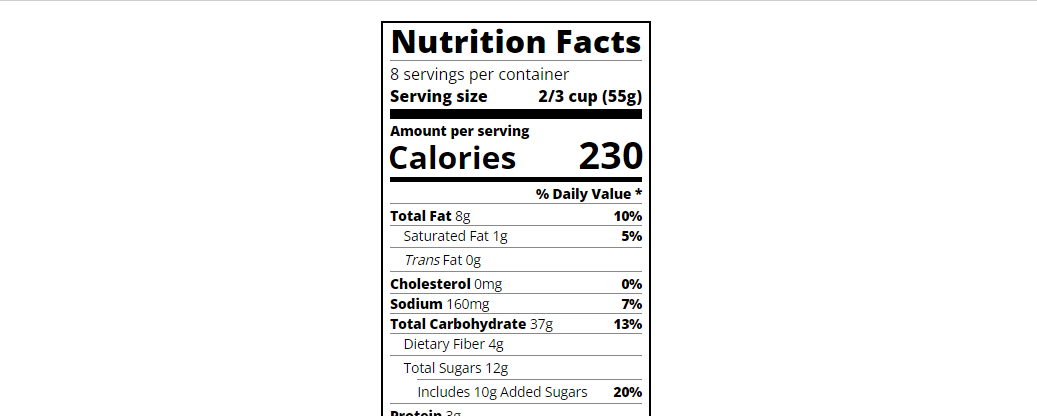 Nutrition Facts
8 servings per container
Serving size 2/3 cup (55g)
Amount per serving
Calories 230
% Daily Value *
Total Fat 8g 10%
Saturated Fat 1g 5%
Trans Fat 0g
Cholesterol 0mg 0%
Sodium 160mg 7%
Total Carbohydrate 37g 13%
Dietary Fiber 4g
Total Sugars 12g
Includes 10g Added Sugars 20%
Protein 3g